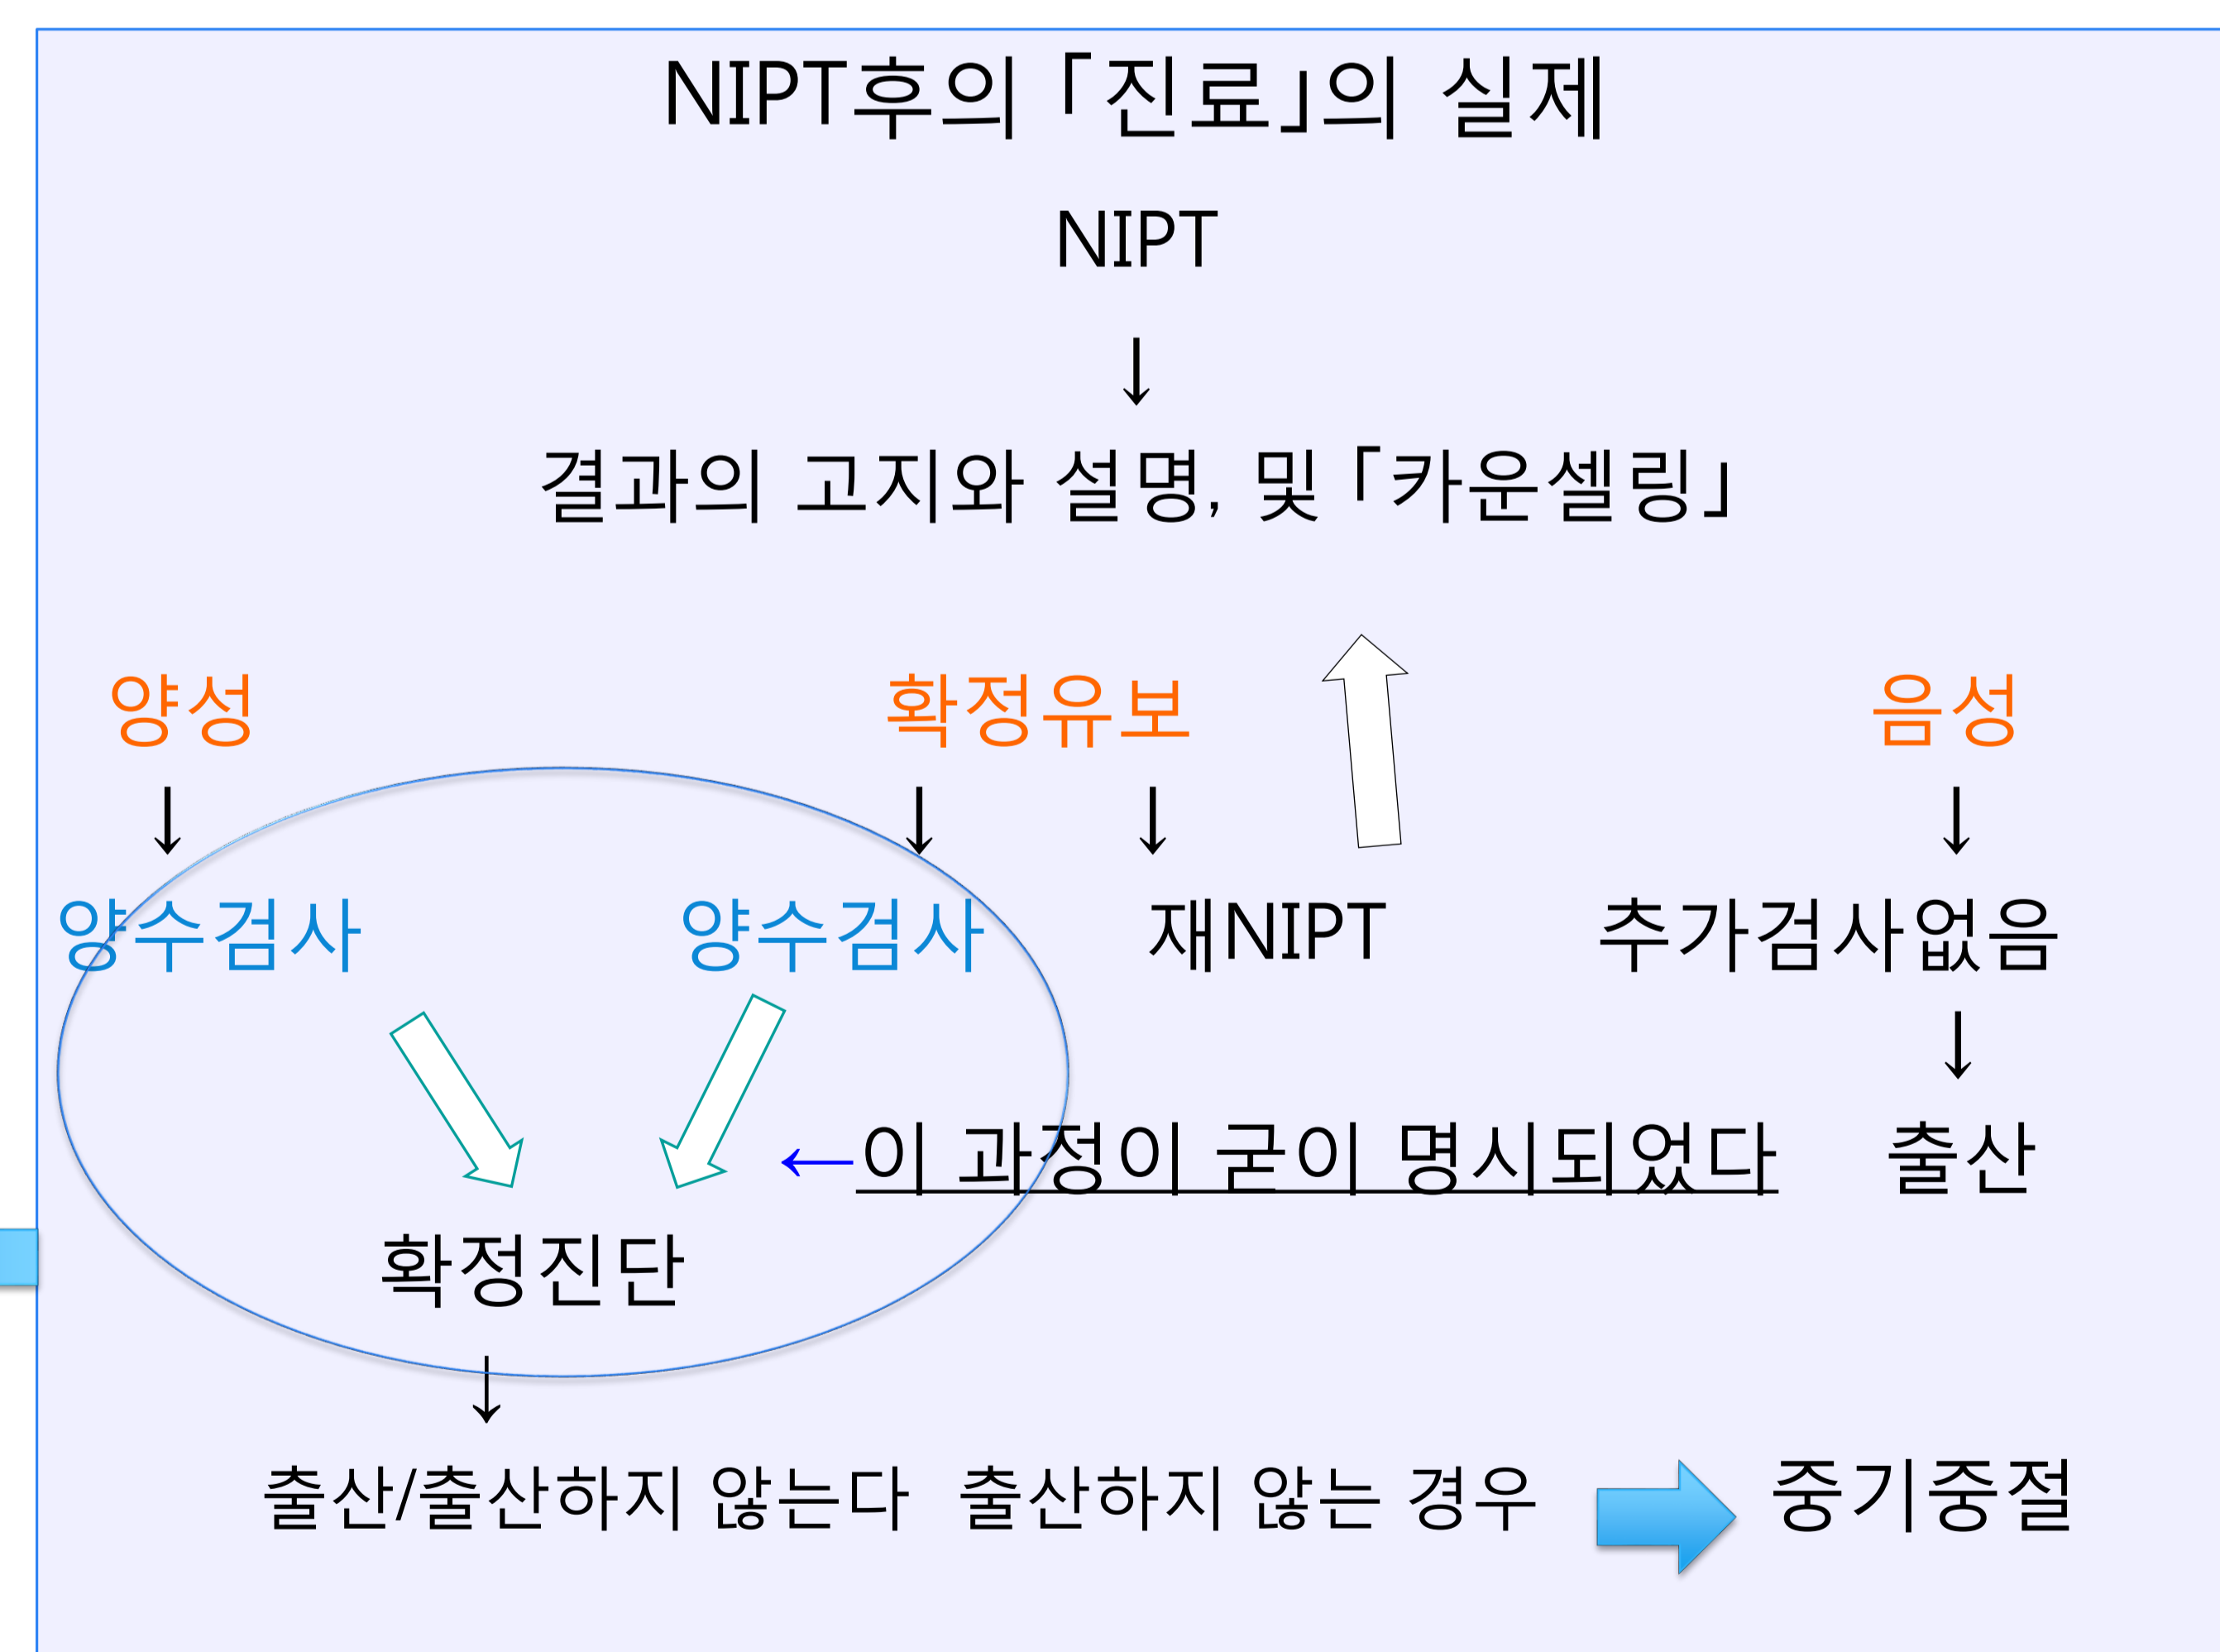 NIPT후의 「진료」의 실제
NIPT
↓
결과의 고지와 설명, 및 「카운셀링」
양성 확정유보 음성
↓ ↓ ↓ ↓
양수검사 양수검사 재NIPT 추가검사없음
↓
←이 과정이 굳이 명시되있다 출산
확정진단
↓
출산/출산하지 않는다 출산하지 않는 경우 중기중절